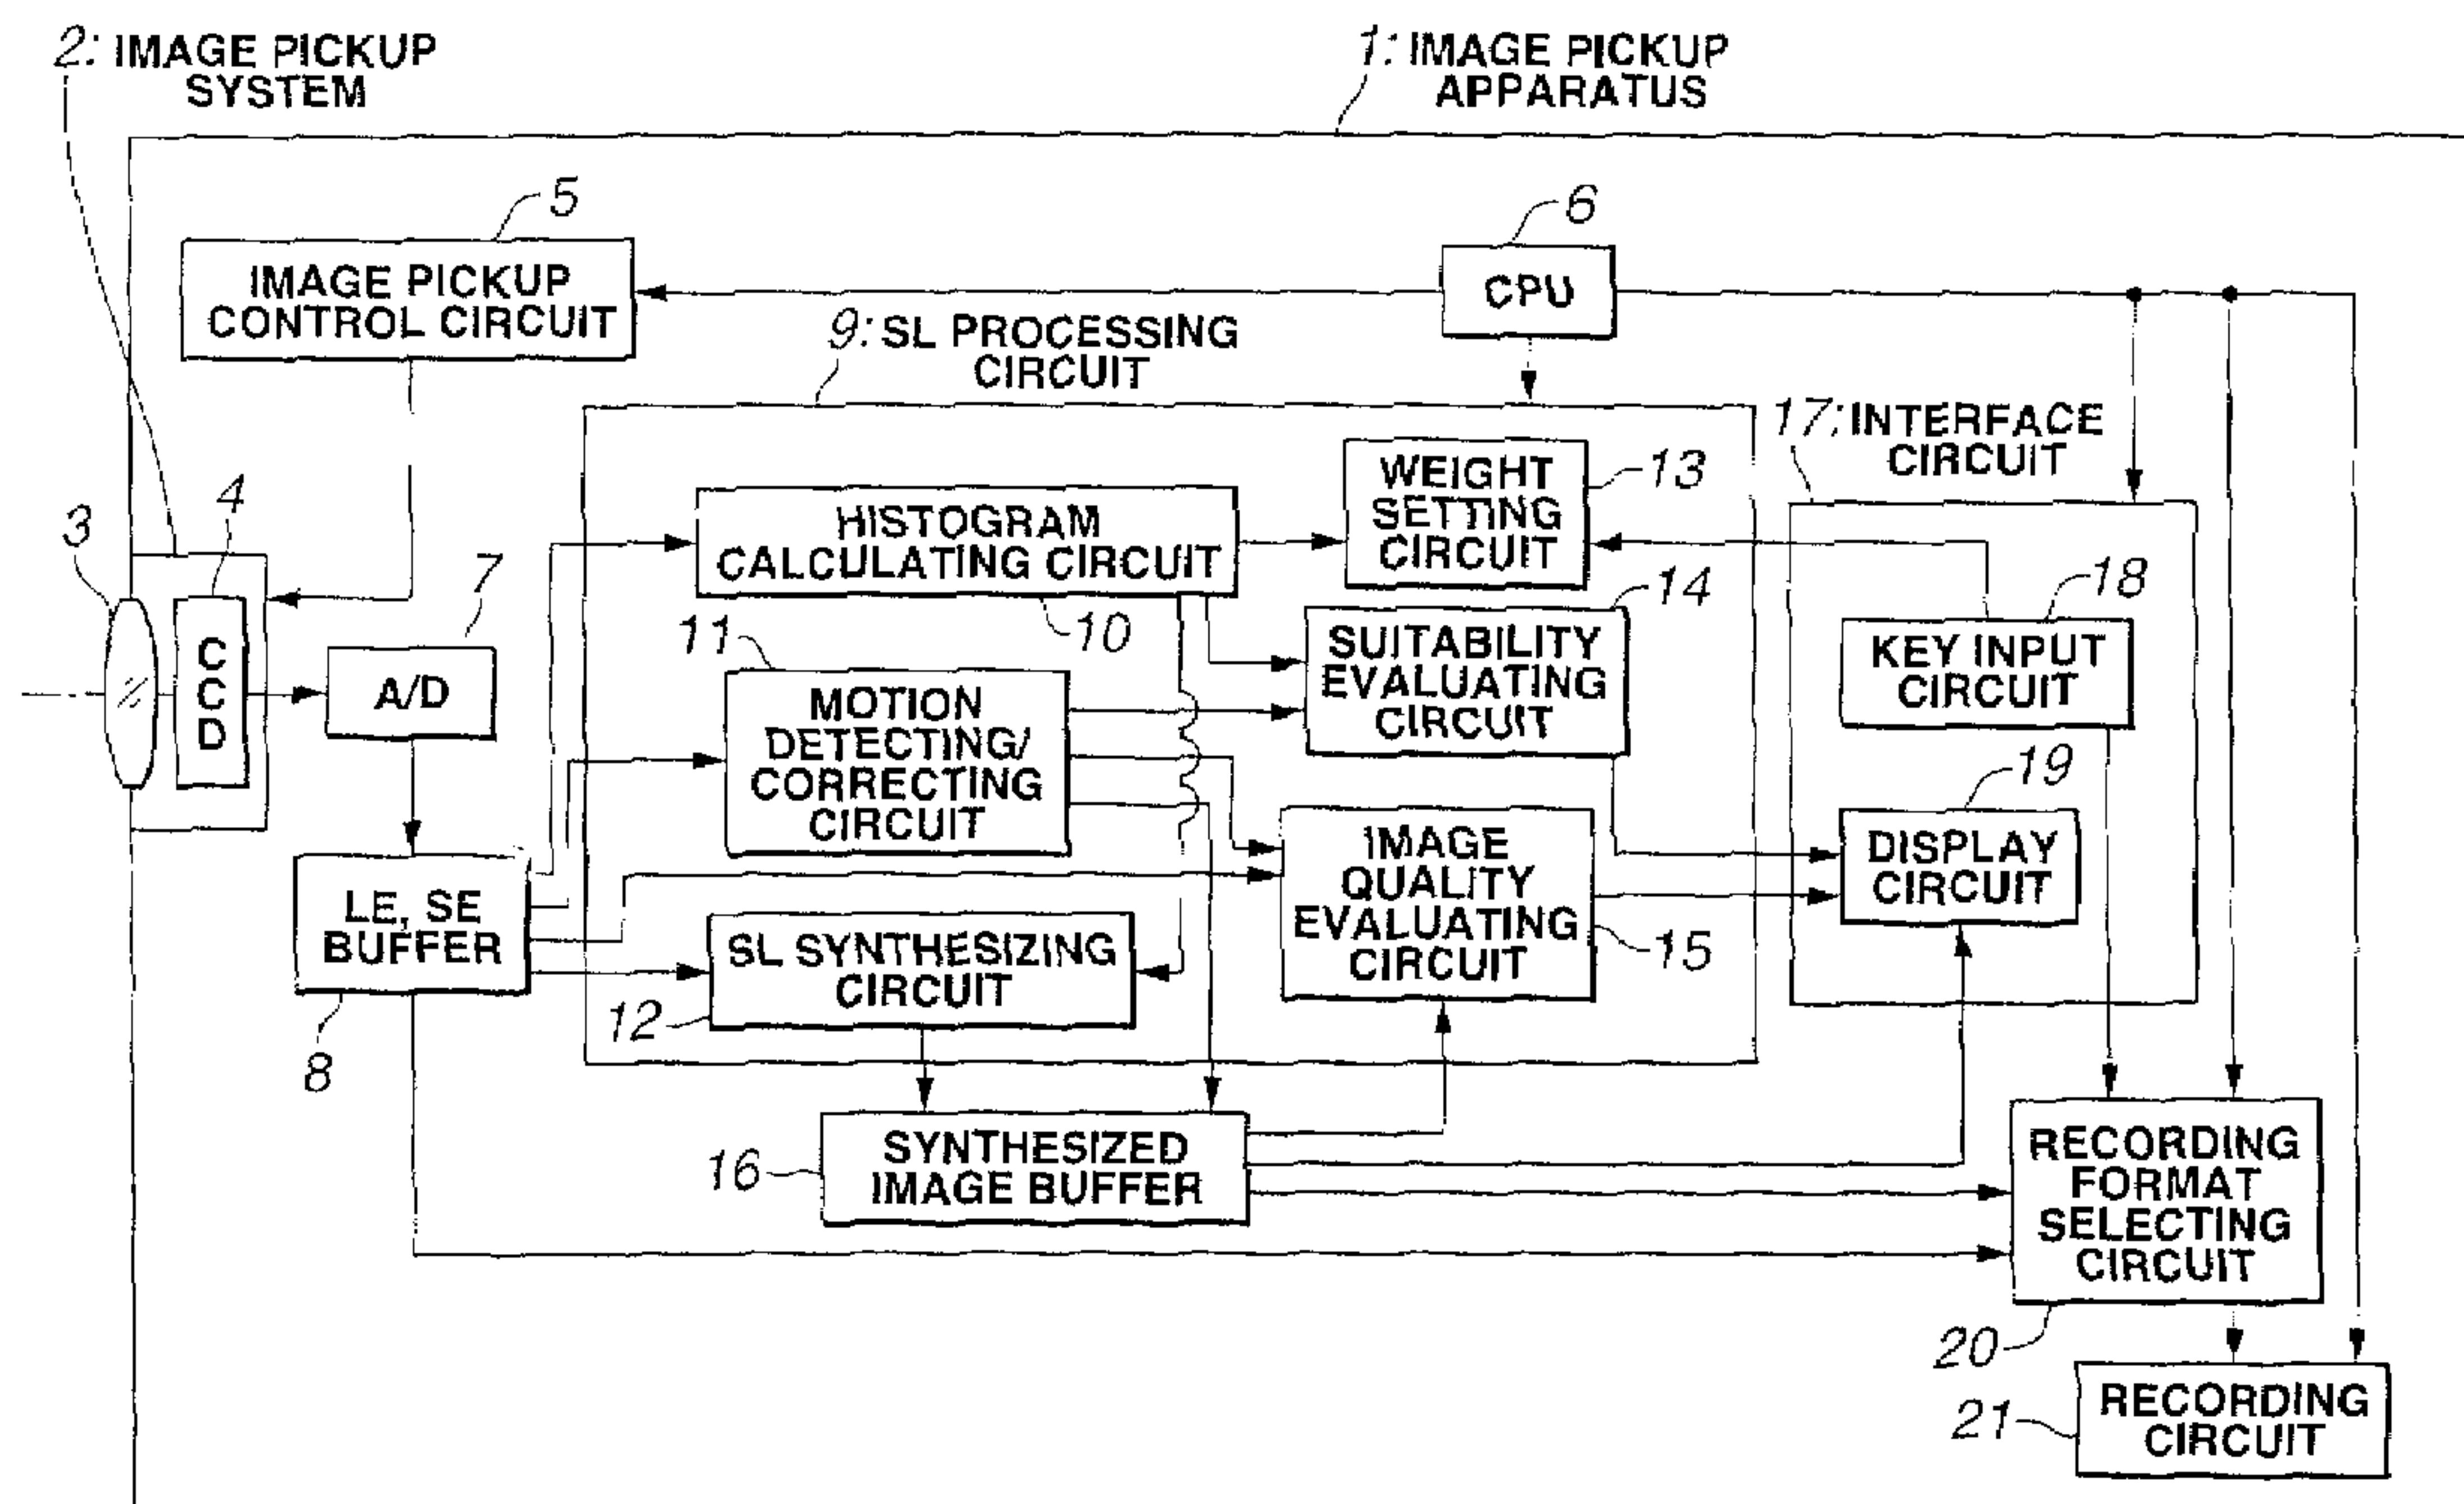 2: IMAGE PICKUP
SYSTEM
1: IMAGE PICKUP
APPARATUS
5
IMAGE PICKUP
CONTROL CIRCUIT
6
CPU
9: SL PROCESSING
CIRCUIT
17: INTERFACE
CIRCUIT
3
4
C
C
D
7
A/D
HISTOGRAM
CALCULATING CIRCUIT
10
WEIGHT
SETTING
CIRCUIT
13
14
SUITABILITY
EVALUATING
CIRCUIT
18
KEY INPUT
CIRCUIT
11
MOTION
DETECTING/
CORRECTING
CIRCUIT
19
DISPLAY
CIRCUIT
IMAGE
QUALITY
EVALUATING
CIRCUIT
15
LE, SE
BUFFER
8
SL SYNTHESIZING
CIRCUIT
12
16
SYNTHESIZED
IMAGE BUFFER
RECORDING
FORMAT
SELECTING
CIRCUIT
20
RECORDING
CIRCUIT
21